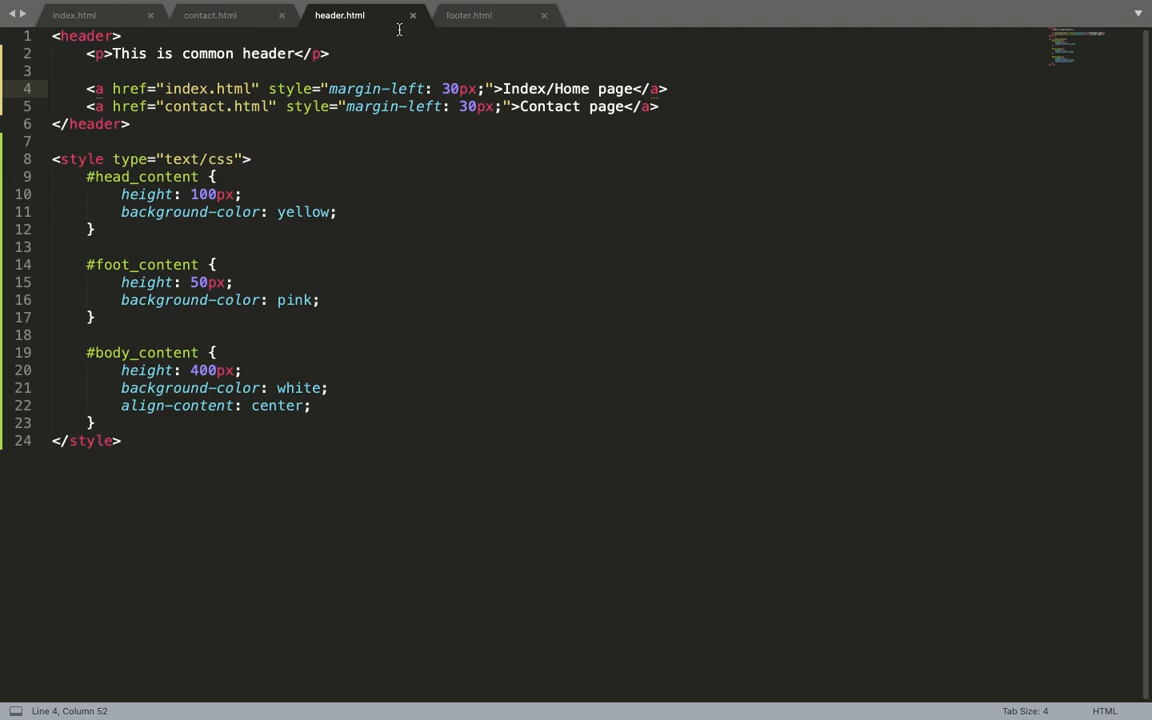 index.html × contact.html × header.html × footer.html ×
1 <header>
2 <p>This is common header</p>
3
4 <a href="index.html" style="margin-left: 30px;">Index/Home page</a>
5 <a href="contact.html" style="margin-left: 30px;">Contact page</a>
6 </header>
7
8 <style type="text/css">
9 #head_content {
10 height: 100px;
11 background-color: yellow;
12 }
13
14 #foot_content {
15 height: 50px;
16 background-color: pink;
17 }
18
19 #body_content {
20 height: 400px;
21 background-color: white;
22 align-content: center;
23 }
24 </style>
Line 4, Column 52 Tab Size: 4 HTML